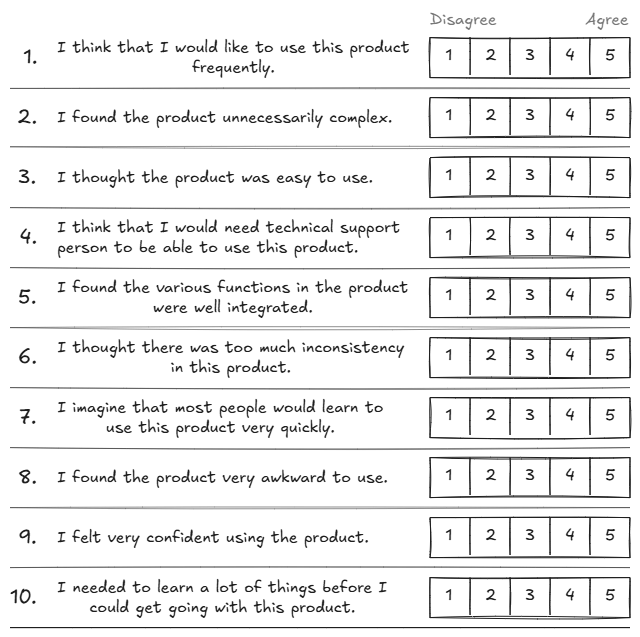 Disagree Agree
1. I think that I would like to use this product 1 2 3 4 5
frequently.
2. I found the product unnecessarily complex. 1 2 3 4 5
3. I thought the product was easy to use. 1 2 3 4 5
4. I think that I would need technical support 1 2 3 4 5
person to be able to use this product.
5. I found the various functions in the product 1 2 3 4 5
were well integrated.
6. I thought there was too much inconsistency 1 2 3 4 5
in this product.
7. I imagine that most people would learn to 1 2 3 4 5
use this product very quickly.
8. I found the product very awkward to use. 1 2 3 4 5
9. I felt very confident using the product. 1 2 3 4 5
10. I needed to learn a lot of things before I 1 2 3 4 5
could get going with this product.